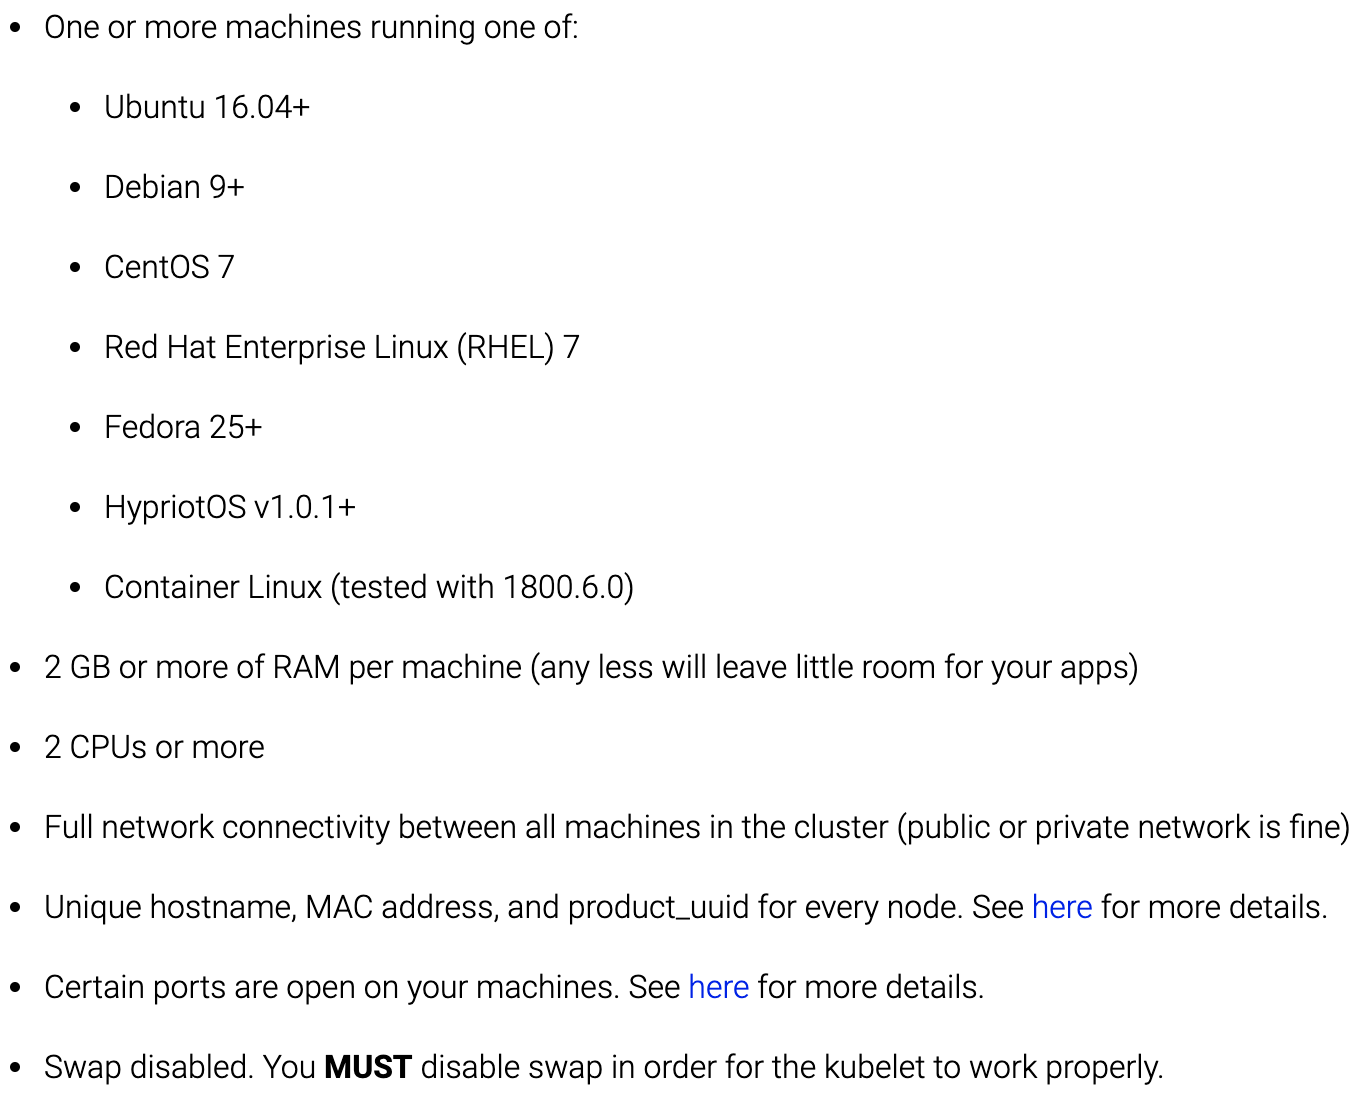 One or more machines running one of:
Ubuntu 16.04+
Debian 9+
CentOS 7
Red Hat Enterprise Linux (RHEL) 7
Fedora 25+
HypriotOS v1.0.1+
Container Linux (tested with 1800.6.0)
2 GB or more of RAM per machine (any less will leave little room for your apps)
2 CPUs or more
Full network connectivity between all machines in the cluster (public or private network is fine)
Unique hostname, MAC address, and product_uuid for every node. See here for more details.
Certain ports are open on your machines. See here for more details.
Swap disabled. You MUST disable swap in order for the kubelet to work properly.